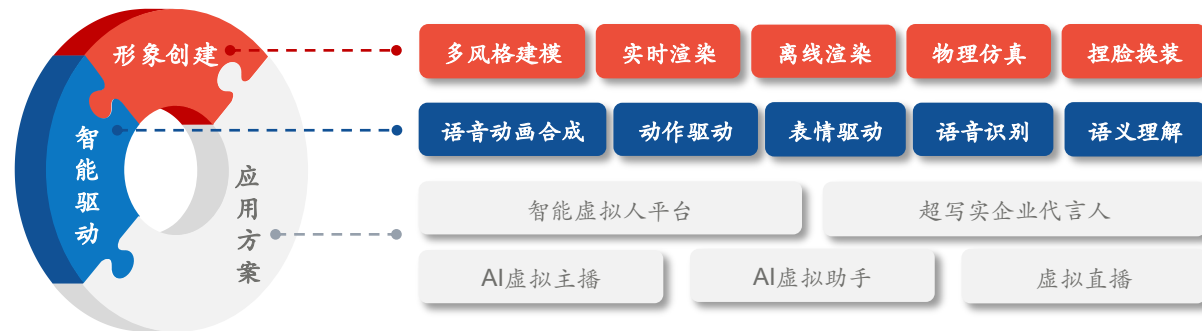 形象创建
多风格建模
实时渲染
离线渲染
物理仿真
捏脸换装
智能驱动
语音动画合成
动作驱动
表情驱动
语音识别
语义理解
应用方案
智能虚拟人平台
超写实企业代言人
AI虚拟主播
AI虚拟助手
虚拟直播